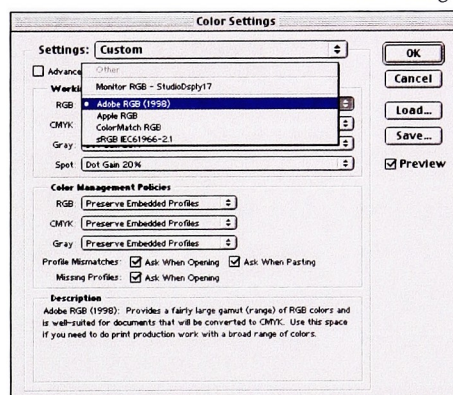 Color Settings
Settings: Custom
OK
Cancel
Load...
Save...
Preview
Advance
Other
Monitor RGB - StudioDsply17
Worki
RGB • Adobe RGB (1998)
Apple RGB
CMYK
ColorMatch RGB
sRGB IEC61966-2.1
Gray
Spot: Dot Gain 20%
Color Management Policies
RGB Preserve Embedded Profiles
CMYK: Preserve Embedded Profiles
Gray Preserve Embedded Profiles
Profile Mismatches: Ask When Opening Ask When Pasting
Missing Profiles: Ask When Opening
Description
Adobe RGB (1998): Provides a fairly large gamut (range) of RGB colors and
is well-suited for documents that will be converted to CMYK. Use this space
if you need to do print production work with a broad range of colors.